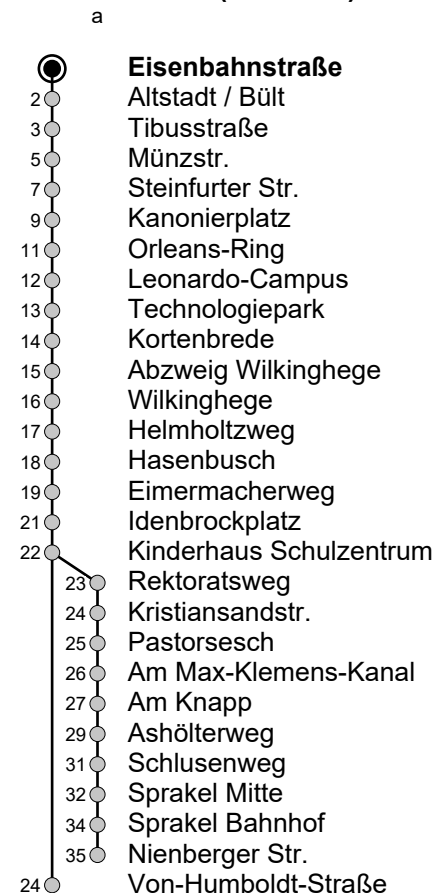 a
Eisenbahnstraße
2 Altstadt / Bült
3 Tibusstraße
5 Münzstr.
7 Steinfurter Str.
9 Kanonierplatz
11 Orleans-Ring
12 Leonardo-Campus
13 Technologiepark
14 Kortenbrede
15 Abzweig Wilkinghege
16 Wilkinghege
17 Helmholtzweg
18 Hasenbusch
19 Eimermacherweg
21 Idenbrockplatz
22 Kinderhaus Schulzentrum
23 Rektoratsweg
24 Kristiansandstr.
25 Pastorsesch
26 Am Max-Klemens-Kanal
27 Am Knapp
29 Ashölterweg
31 Schlusenweg
32 Sprakel Mitte
34 Sprakel Bahnhof
35 Nienberger Str.
24 Von-Humboldt-Straße